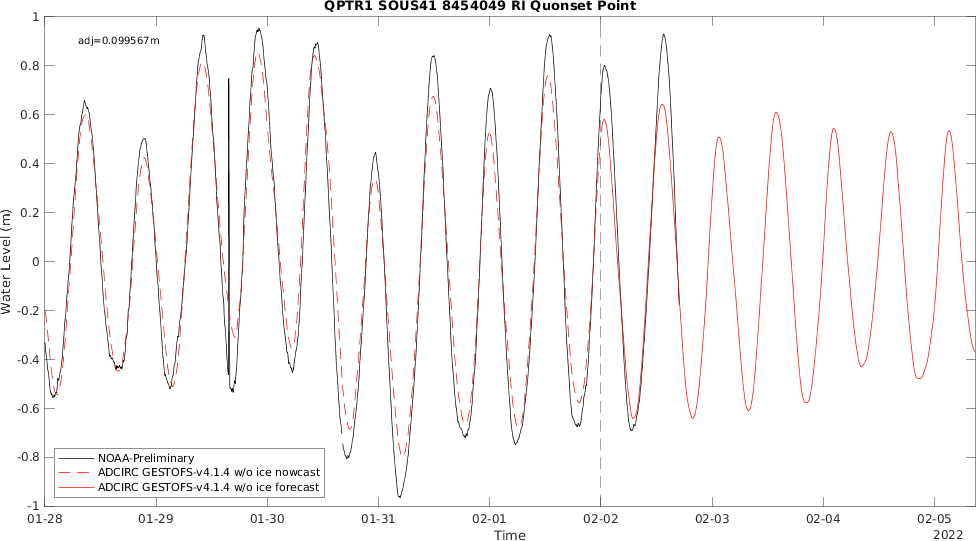 QPTR1 SOUS41 8454049 RI Quonset Point
adj=0.099567m
Water Level (m)
1
0.8
0.6
0.4
0.2
0
-0.2
-0.4
-0.6
-0.8
-1
NOAA-Preliminary
ADCIRC GESTOFS-v4.1.4 w/o ice nowcast
ADCIRC GESTOFS-v4.1.4 w/o ice forecast
01-28 01-29 01-30 01-31 02-01 02-02 02-03 02-04 02-05
Time
2022